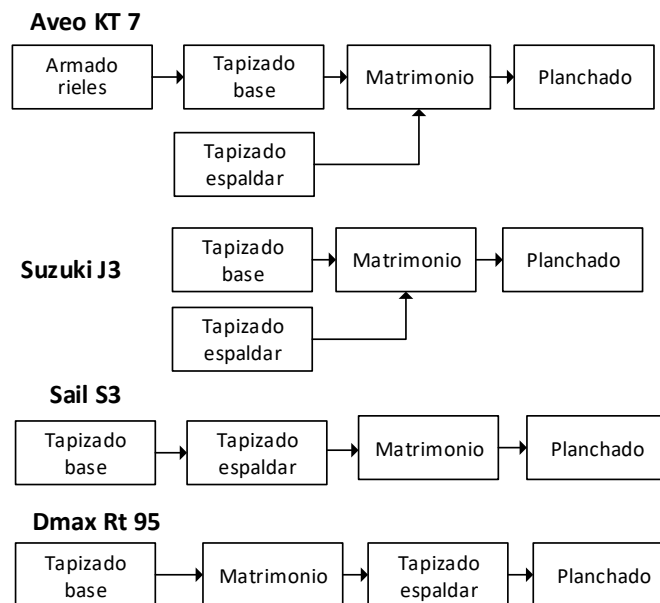 Aveo KT 7
Armado
rieles
Tapizado
base
Matrimonio
Planchado
Tapizado
espaldar
Suzuki J3
Tapizado
base
Matrimonio
Planchado
Tapizado
espaldar
Sail S3
Tapizado
base
Tapizado
espaldar
Matrimonio
Planchado
Dmax Rt 95
Tapizado
base
Matrimonio
Tapizado
espaldar
Planchado